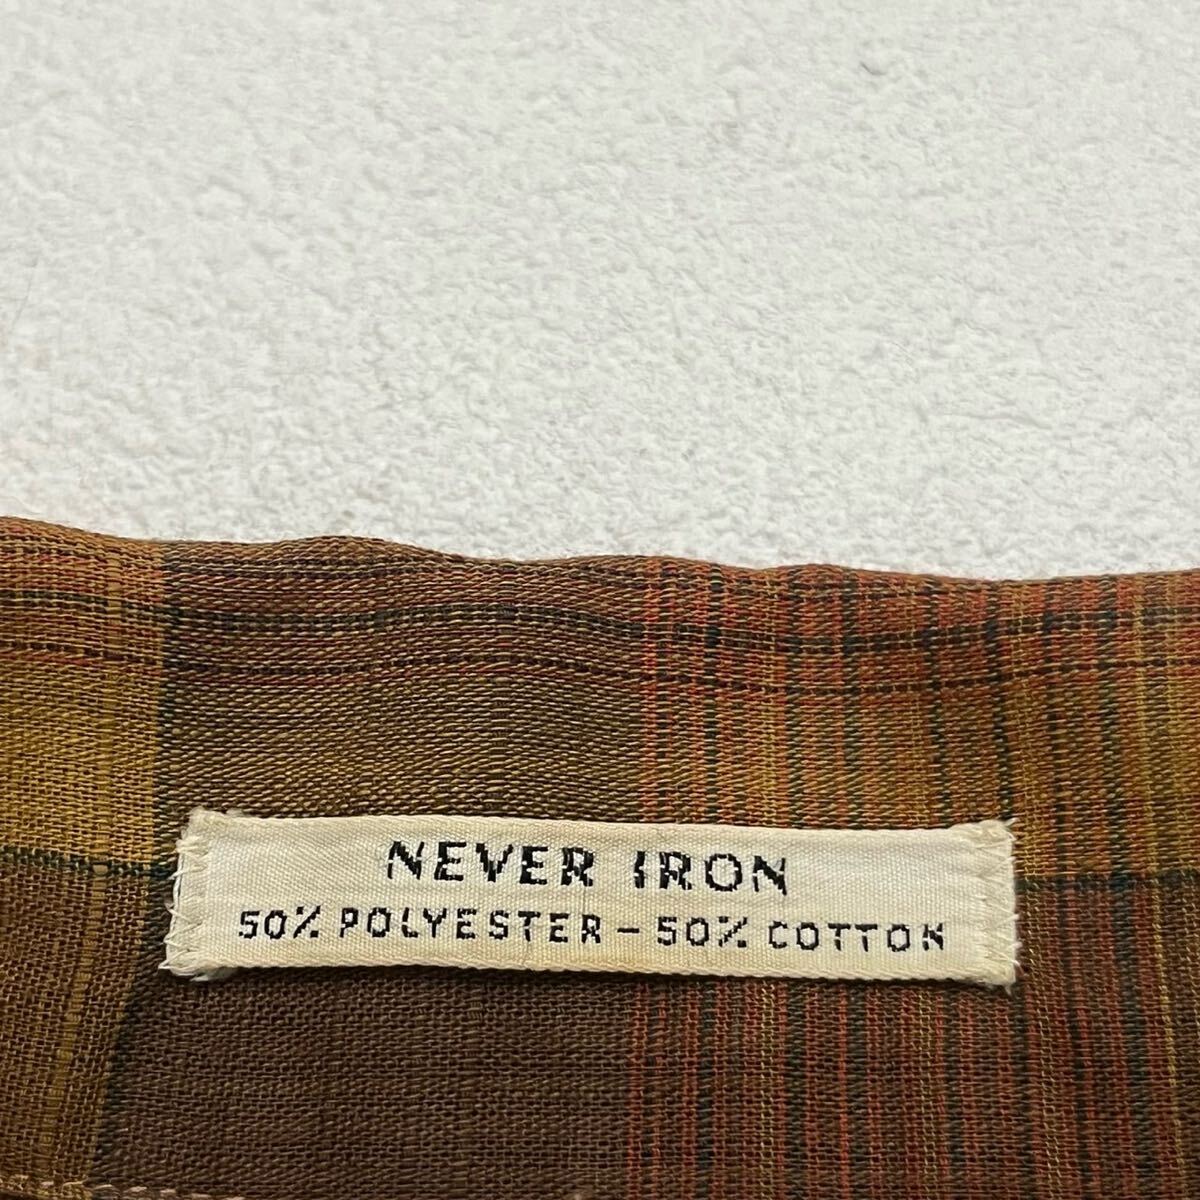 NEVER IRON
50% POLYESTER - 50% COTTON